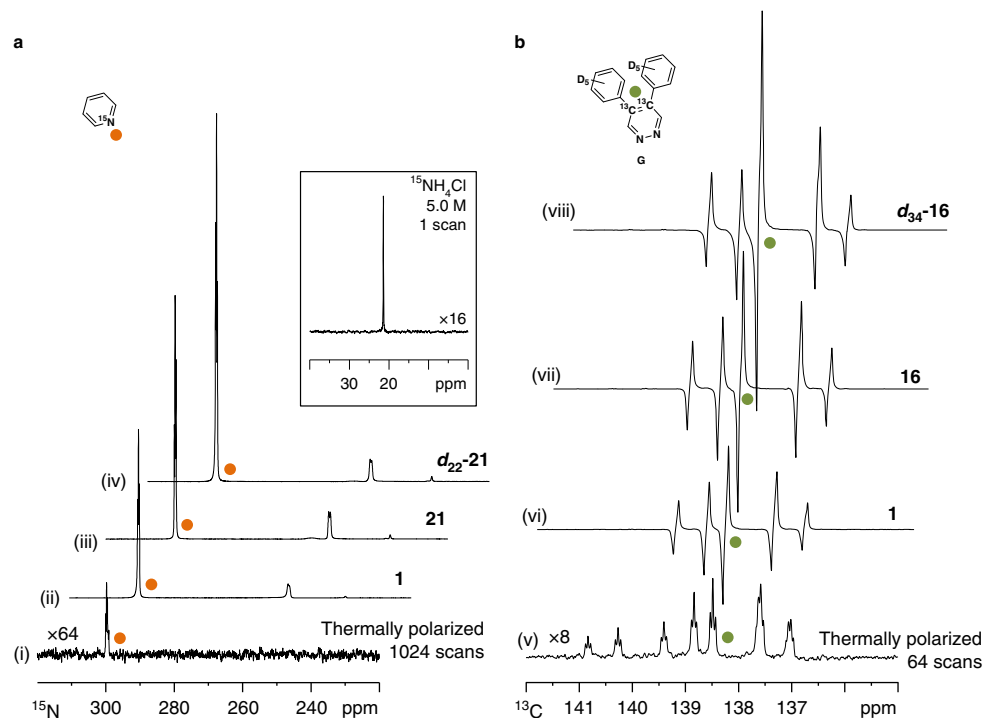 a
15N
15NH4Cl
5.0 M
1 scan
×16
30 20 ppm
(iv) d22-21
(iii) 21
(ii) 1
×64
Thermally polarized
(i) 1024 scans
15N 300 280 260 240 ppm
b
D5
D5
13C
13C
N N
G
(viii) d34-16
(vii) 16
(vi) 1
(v) ×8
Thermally polarized
64 scans
13C 141 140 139 138 137 ppm